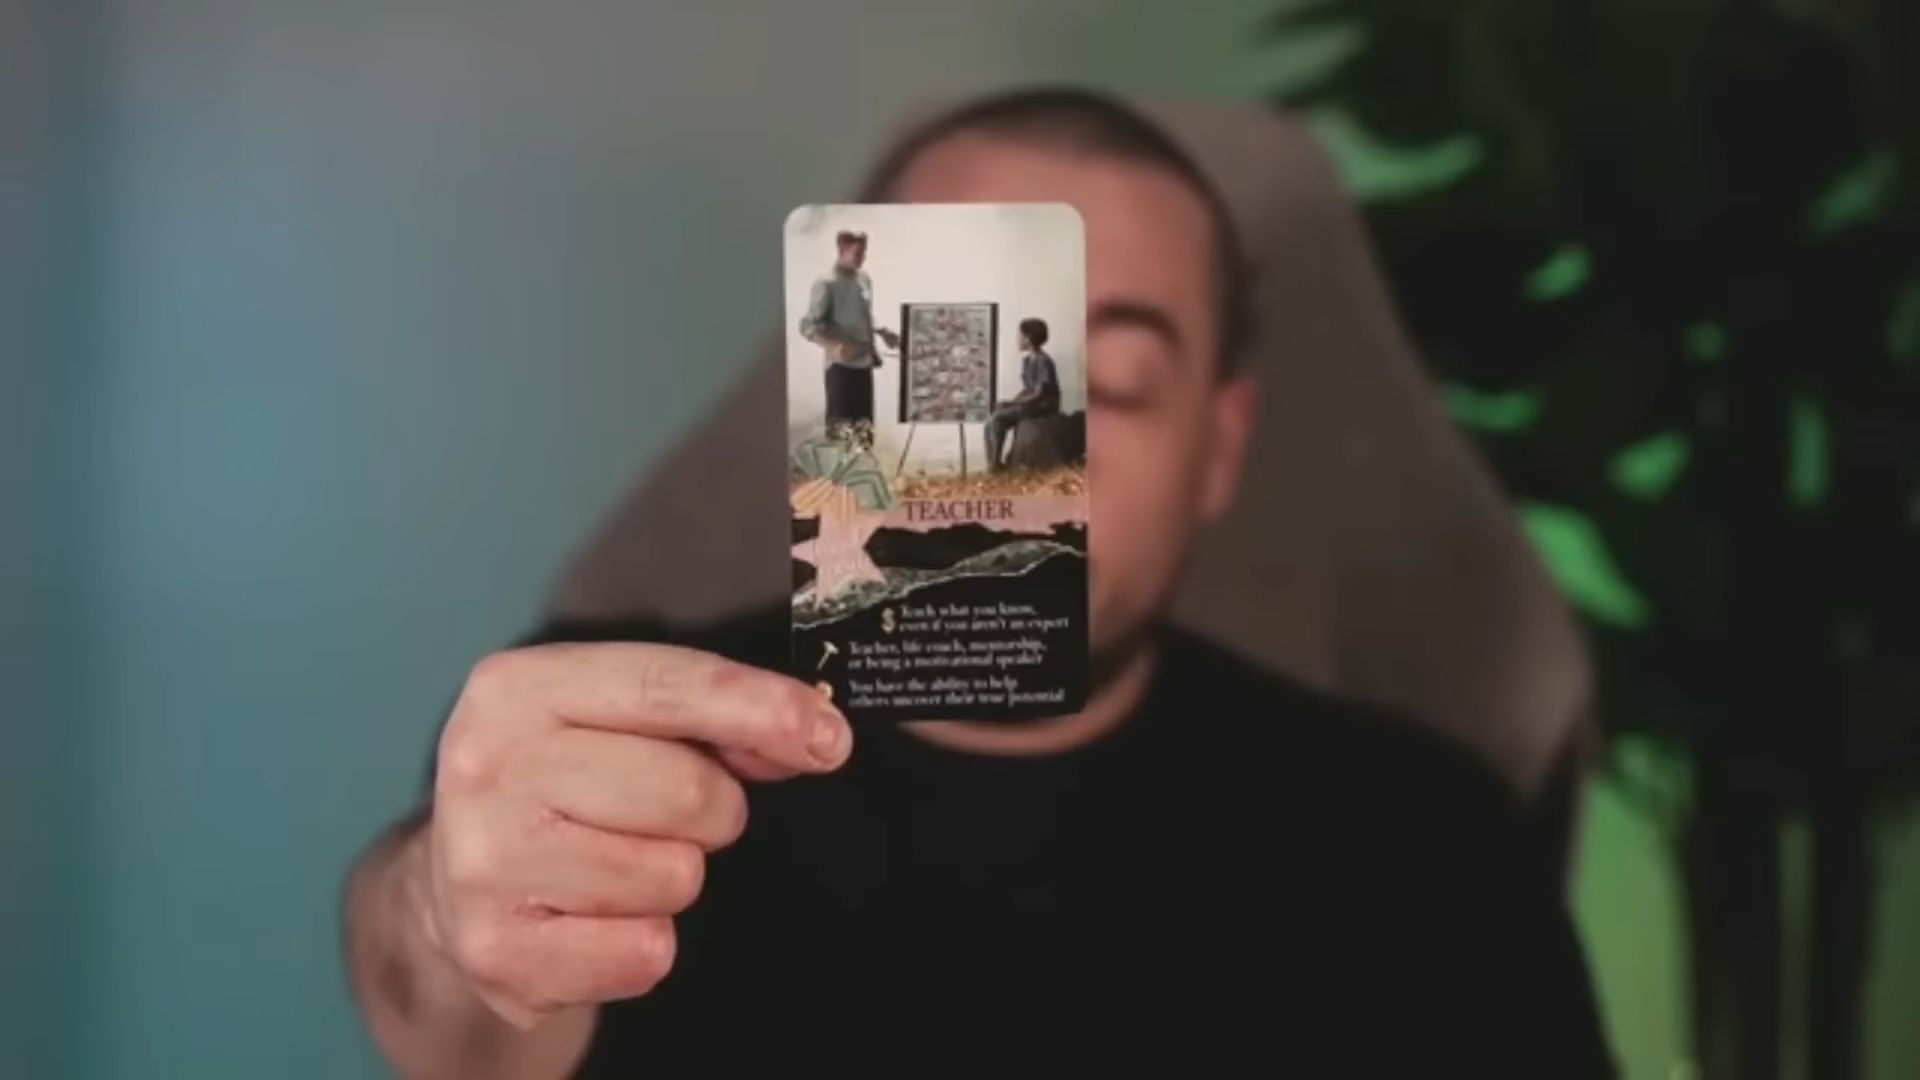 TEACHER
$ Teach what you know,
even if you aren't an expert
Teacher, life coach, mentorship,
or being a motivational speaker
You have the ability to help
others uncover their true potential